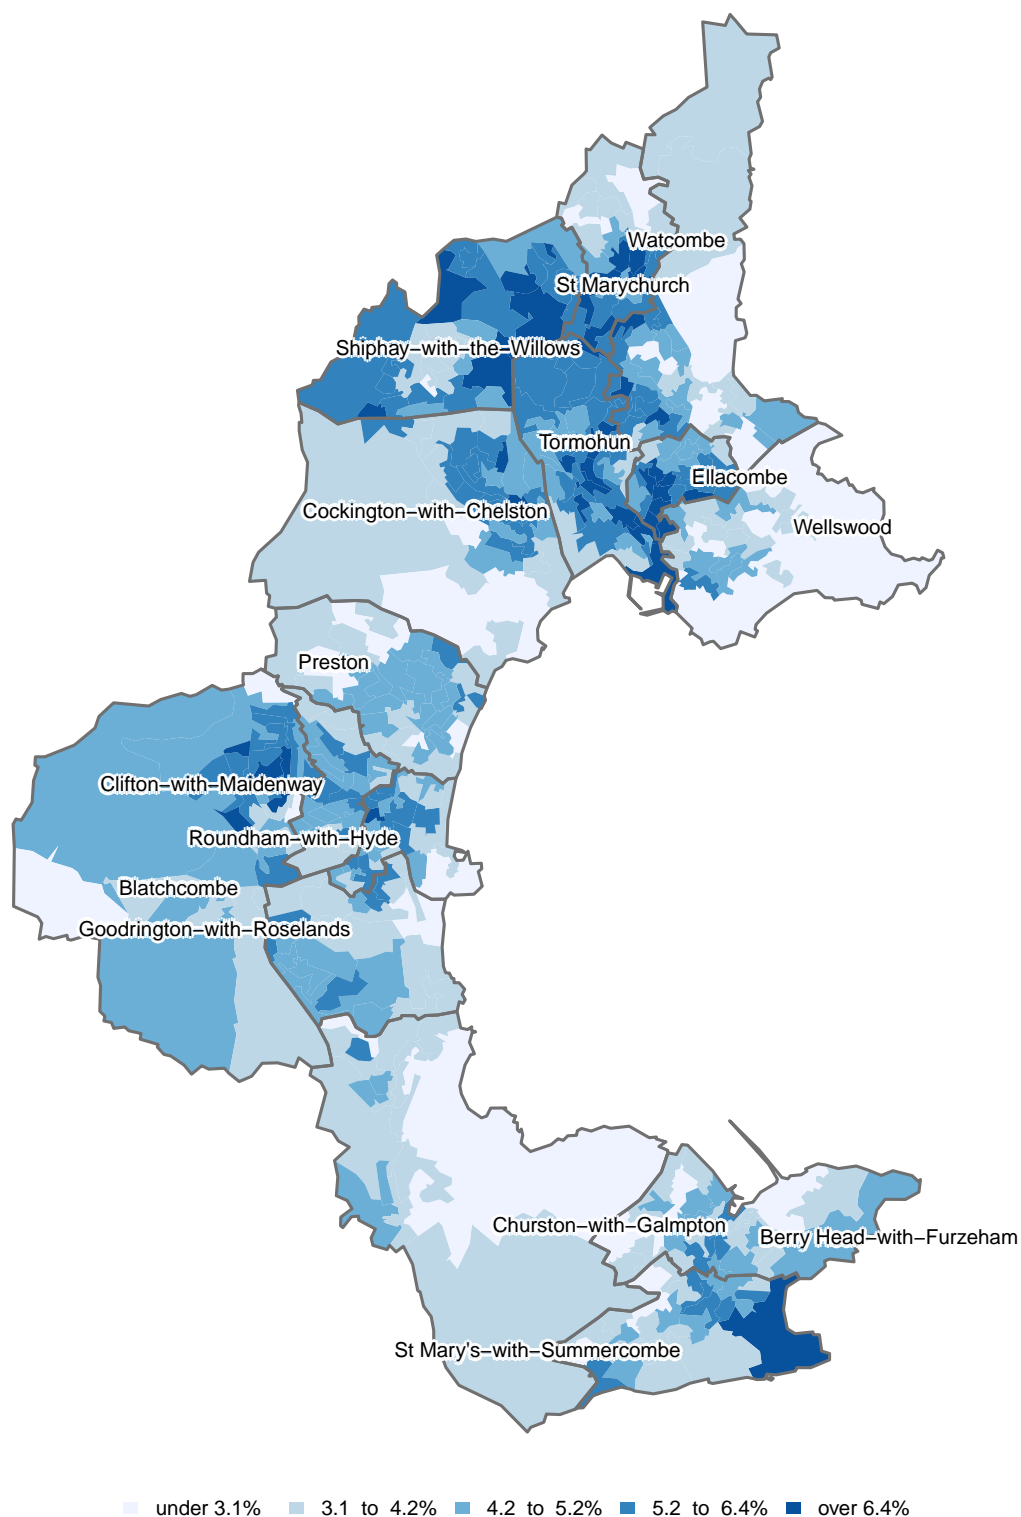 Watcombe
St Marychurch
Shiphay−with−the−Willows
Tormohun
Ellacombe
Cockington−with−Chelston
Wellswood
Preston
Clifton−with−Maidenway
Roundham−with−Hyde
Blatchcombe
Goodrington−with−Roselands
Churston−with−Galmpton
Berry Head−with−Furzeham
St Mary's−with−Summercombe
under 3.1% 3.1 to 4.2% 4.2 to 5.2% 5.2 to 6.4% over 6.4%